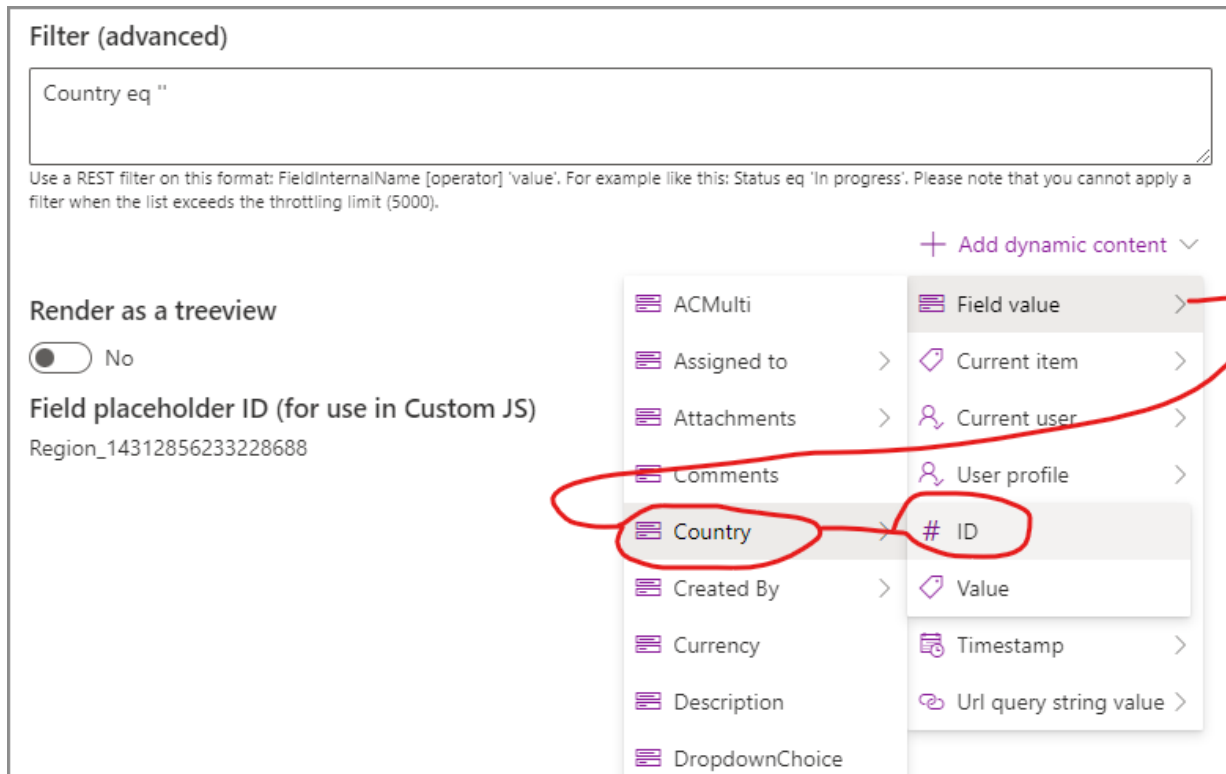 Filter (advanced)
Country eq ''
Use a REST filter on this format: FieldInternalName [operator] 'value'. For example like this: Status eq 'In progress'. Please note that you cannot apply a
filter when the list exceeds the throttling limit (5000).
Add dynamic content
Render as a treeview
No
Field placeholder ID (for use in Custom JS)
Region_14312856233228688
ACMulti
Assigned to
Attachments
Comments
Country
Created By
Currency
Description
DropdownChoice
Field value
Current item
Current user
User profile
# ID
Value
Timestamp
Url query string value